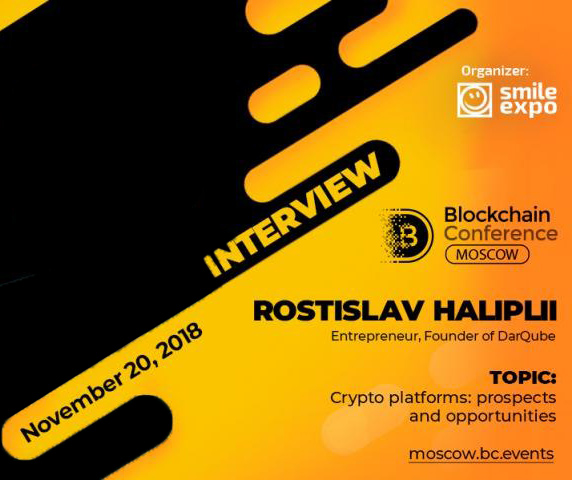 Organizer:
smile
expo
INTERVIEW
Blockchain
Conference
MOSCOW
ROSTISLAV HALIPLII
Entrepreneur, Founder of DarQube
November 20, 2018
TOPIC:
Crypto platforms: prospects
and opportunities
moscow.bc.events